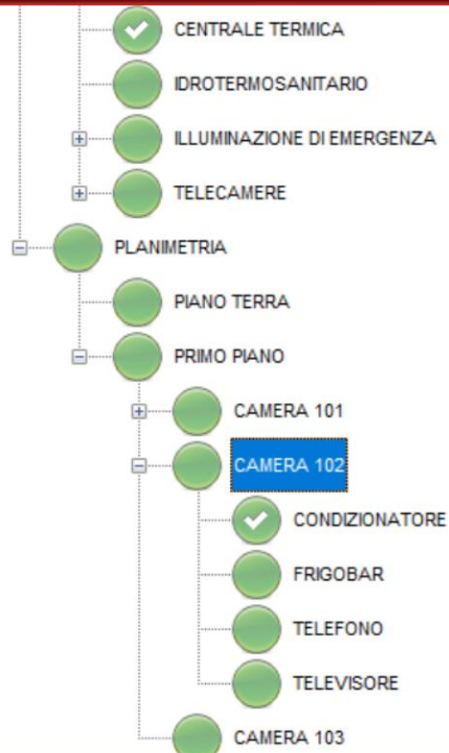 CENTRALE TERMICA
IDROTERMOSANITARIO
ILLUMINAZIONE DI EMERGENZA
TELECAMERE
PLANIMETRIA
PIANO TERRA
PRIMO PIANO
CAMERA 101
CAMERA 102
CONDIZIONATORE
FRIGOBAR
TELEFONO
TELEVISORE
CAMERA 103